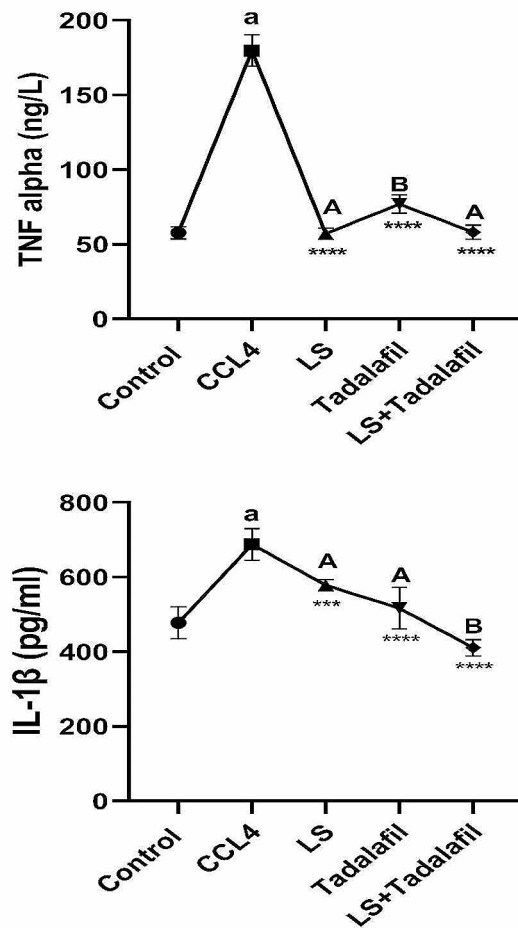 TNF alpha (ng/L)
200
150
100
50
0
a
A
B
A
****
****
****
Control
CCL4
LS
Tadalafil
LS+Tadalafil
IL-1β (pg/ml)
800
600
400
200
0
a
A
A
B
***
****
****
Control
CCL4
LS
Tadalafil
LS+Tadalafil